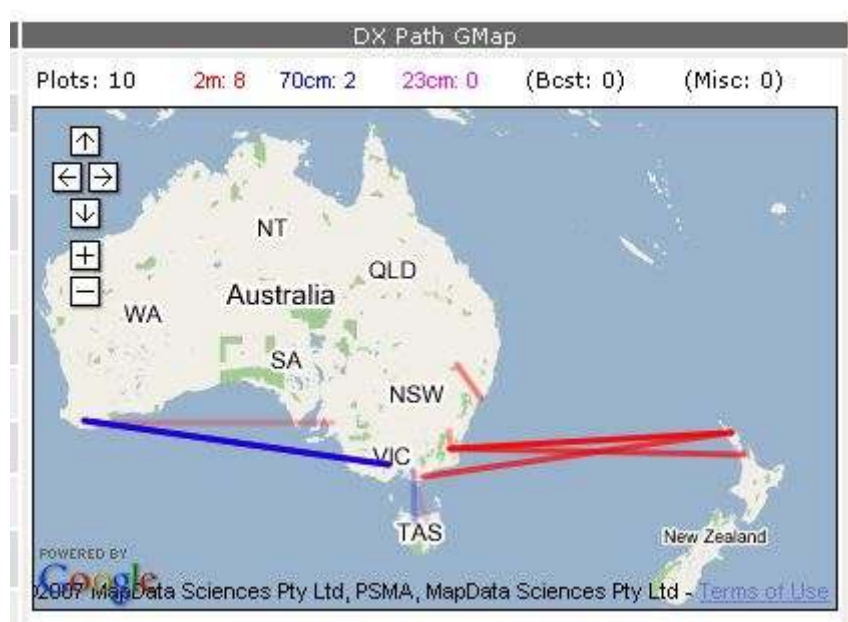 DX Path GMap
Plots: 10 2m: 8 70cm: 2 23cm: 0 (Bcst: 0) (Misc: 0)
NT
QLD
Australia
WA
SA
NSW
VIC
TAS
New Zealand
POWERED BY
Google
©2007 MapData Sciences Pty Ltd, PSMA, MapData Sciences Pty Ltd - Terms of Use